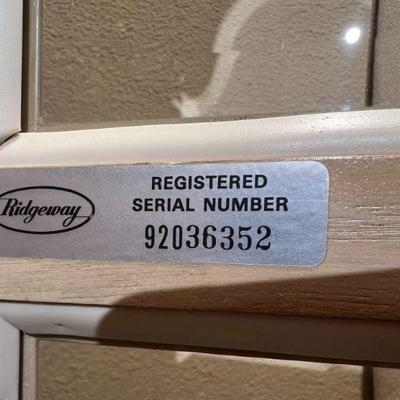 Ridgeway
REGISTERED
SERIAL NUMBER
92036352